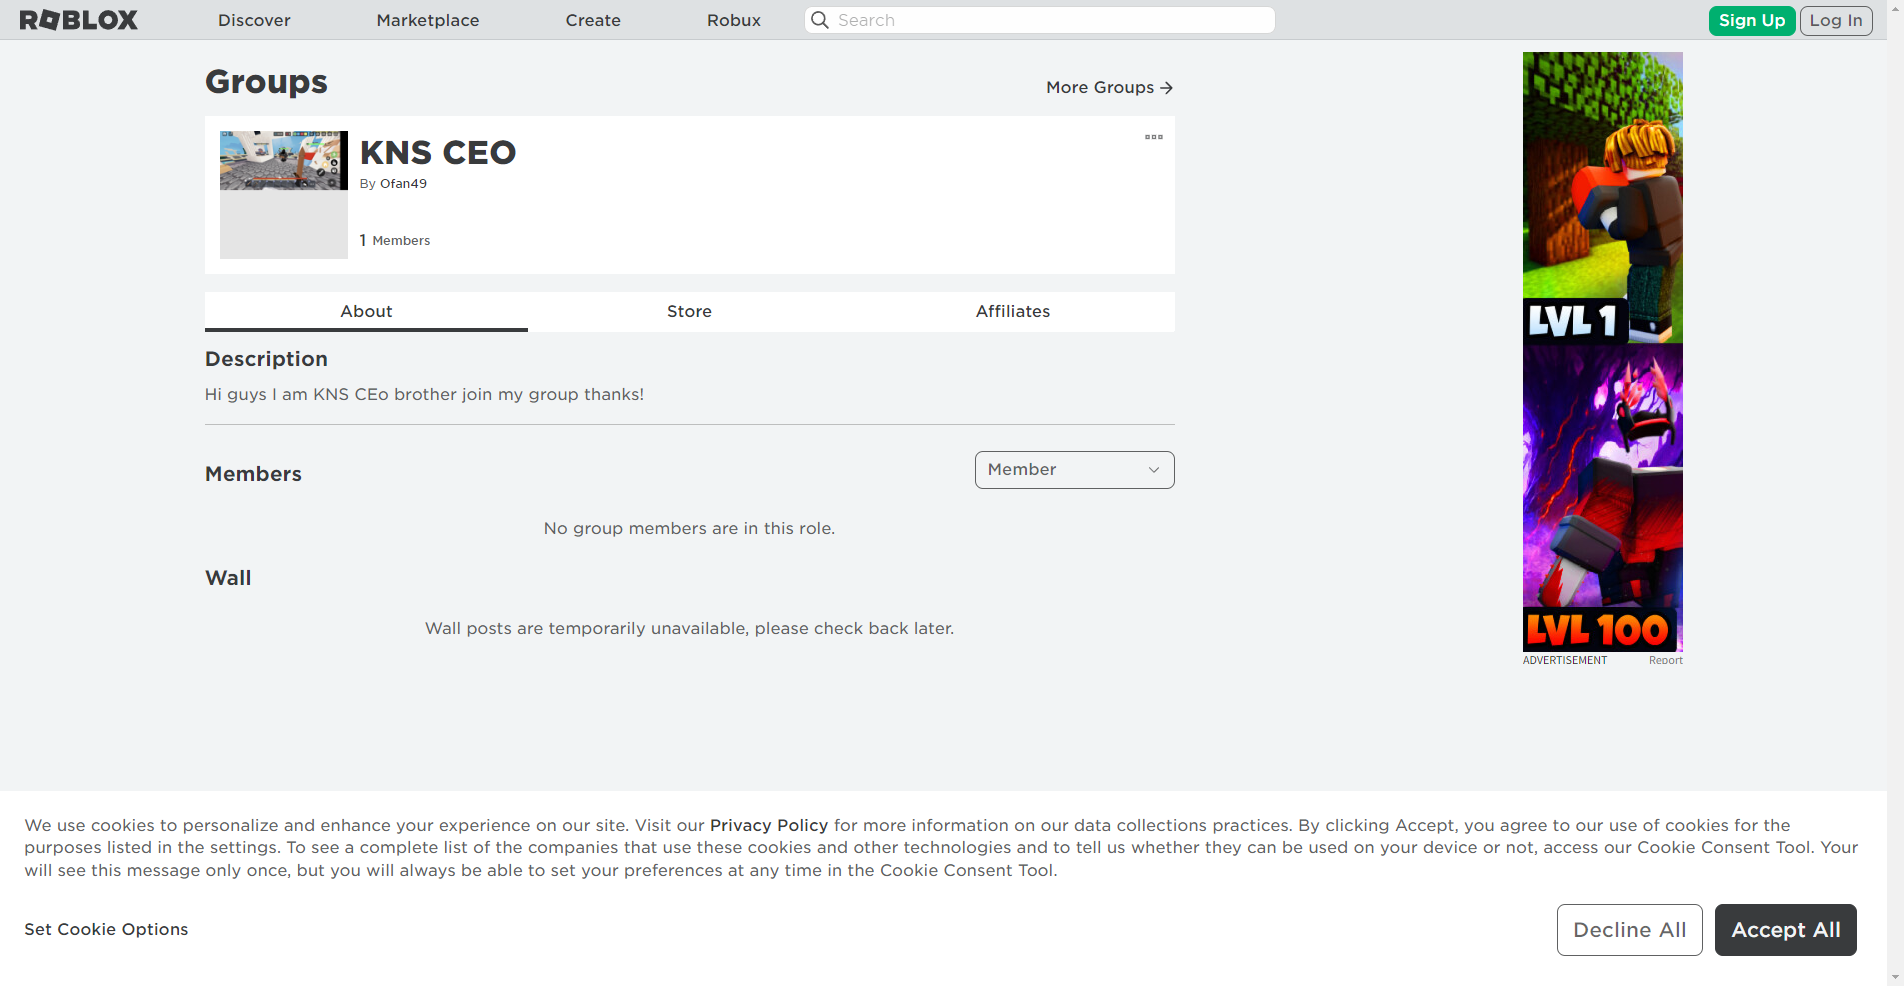 ROBLOX
Discover
Marketplace
Create
Robux
Search
Sign Up
Log In
Groups
More Groups
KNS CEO
By Ofan49
1 Members
About
Store
Affiliates
Description
Hi guys I am KNS CEo brother join my group thanks!
Members
Member
No group members are in this role.
Wall
Wall posts are temporarily unavailable, please check back later.
LVL 1
LVL 100
ADVERTISEMENT
Report
We use cookies to personalize and enhance your experience on our site. Visit our Privacy Policy for more information on our data collections practices. By clicking Accept, you agree to our use of cookies for the
purposes listed in the settings. To see a complete list of the companies that use these cookies and other technologies and to tell us whether they can be used on your device or not, access our Cookie Consent Tool. Your
will see this message only once, but you will always be able to set your preferences at any time in the Cookie Consent Tool.
Set Cookie Options
Decline All
Accept All